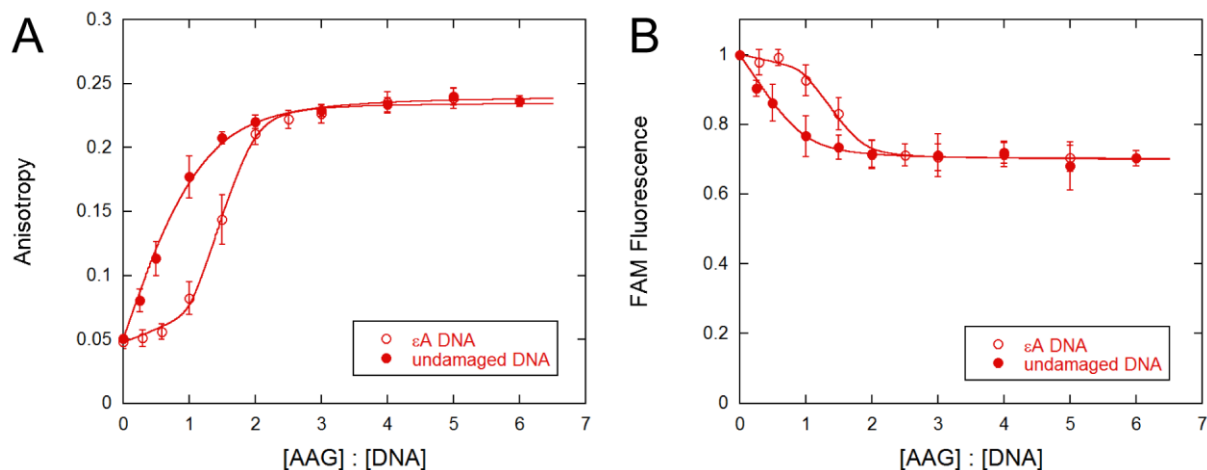 A
Anisotropy
0.3
0.25
0.2
0.15
0.1
0.05
0
εA DNA
undamaged DNA
0 1 2 3 4 5 6 7
[AAG] : [DNA]
B
FAM Fluorescence
1
0.8
0.6
0.4
0.2
0
εA DNA
undamaged DNA
0 1 2 3 4 5 6 7
[AAG] : [DNA]